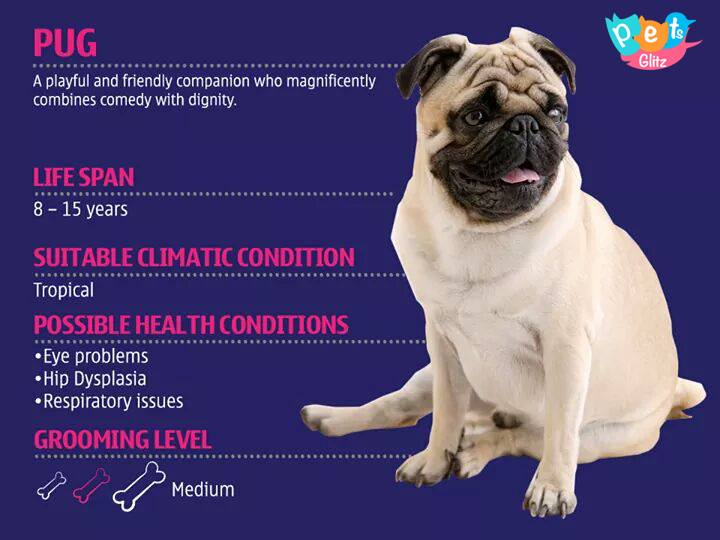 PUG
A playful and friendly companion who magnificently
combines comedy with dignity.
Pets
Glitz
LIFE SPAN
8 – 15 years
SUITABLE CLIMATIC CONDITION
Tropical
POSSIBLE HEALTH CONDITIONS
•Eye problems
•Hip Dysplasia
•Respiratory issues
GROOMING LEVEL
Medium